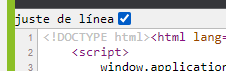 juste de línea
1 <!DOCTYPE html><html lang=
2 <script>
3 window.application